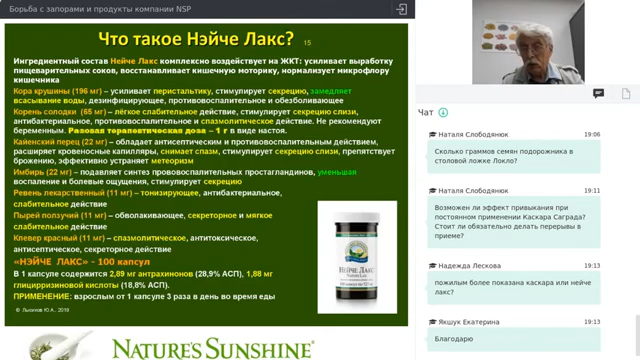 Борьба с запорами и продукты компании NSP
Что такое Нэйче Лакс? 15
Ингредиентный состав Нейче Лакс комплексно воздействует на ЖКТ: усиливает выработку
пищеварительных соков, восстанавливает кишечную моторику, нормализует микрофлору
кишечника
Кора крушины (196 мг) – усиливает перистальтику, стимулирует секрецию, замедляет
всасывание воды, дезинфицирующее, противовоспалительное и обезболивающее
Корень солодки (65 мг) – лёгкое слабительное действие, стимулирует секрецию слизи,
антибактериальное, противовоспалительное и спазмолитическое действие. Не рекомендуют
беременным. Разовая терапевтическая доза – 1 г в виде настоя.
Кайенский перец (22 мг) – обладает антисептическим и противовоспалительным действием,
расширяет кровеносные капилляры, снимает спазм, стимулирует секрецию слизи, препятствует
брожению, эффективно устраняет метеоризм
Имбирь (22 мг) – подавляет синтез провоспалительных простагландинов, уменьшая
воспаление и болевые ощущения, стимулирует секрецию
Ревень лекарственный (11 мг) – тонизирующее, антибактериальное,
слабительное действие
Пырей ползучий (11 мг) – обволакивающее, секреторное и мягкое
слабительное действие
Клевер красный (11 мг) – спазмолитическое, антитоксическое,
антисептическое, секреторное действие
«НЭЙЧЕ ЛАКС» - 100 капсул
В 1 капсуле содержится 2,89 мг антрахинонов (28,9% АСП), 1,88 мг
глицирризиновой кислоты (18,8% АСП).
ПРИМЕНЕНИЕ: взрослым от 1 капсуле 3 раза в день во время еды
© Лысиков Ю.А., 2019
Нейче Лакс
NATURE'S SUNSHINE®
Чат
Наталия Слободянюк 19:06
Сколько граммов семян подорожника в
столовой ложке Локло?
Наталия Слободянюк 19:11
Возможен ли эффект привыкания при
постоянном применении Каскара Саграда?
Стоит ли обязательно делать перерывы в
приеме?
Надежда Лескова 19:13
пожилым более показана каскара или нейче
лакс?
Якшук Екатерина 19:13
Благодарю